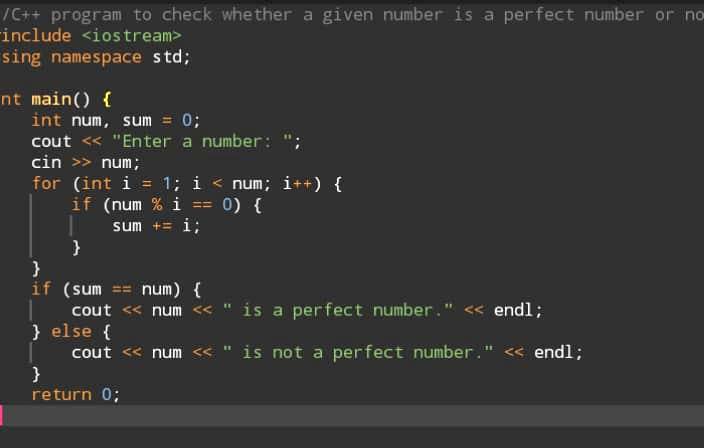 /C++ program to check whether a given number is a perfect number or no
include <iostream>
sing namespace std;
nt main() {
int num, sum = 0;
cout << "Enter a number: ";
cin >> num;
for (int i = 1; i < num; i++) {
if (num % i == 0) {
sum += i;
}
}
if (sum == num) {
cout << num << " is a perfect number." << endl;
} else {
cout << num << " is not a perfect number." << endl;
}
return 0;